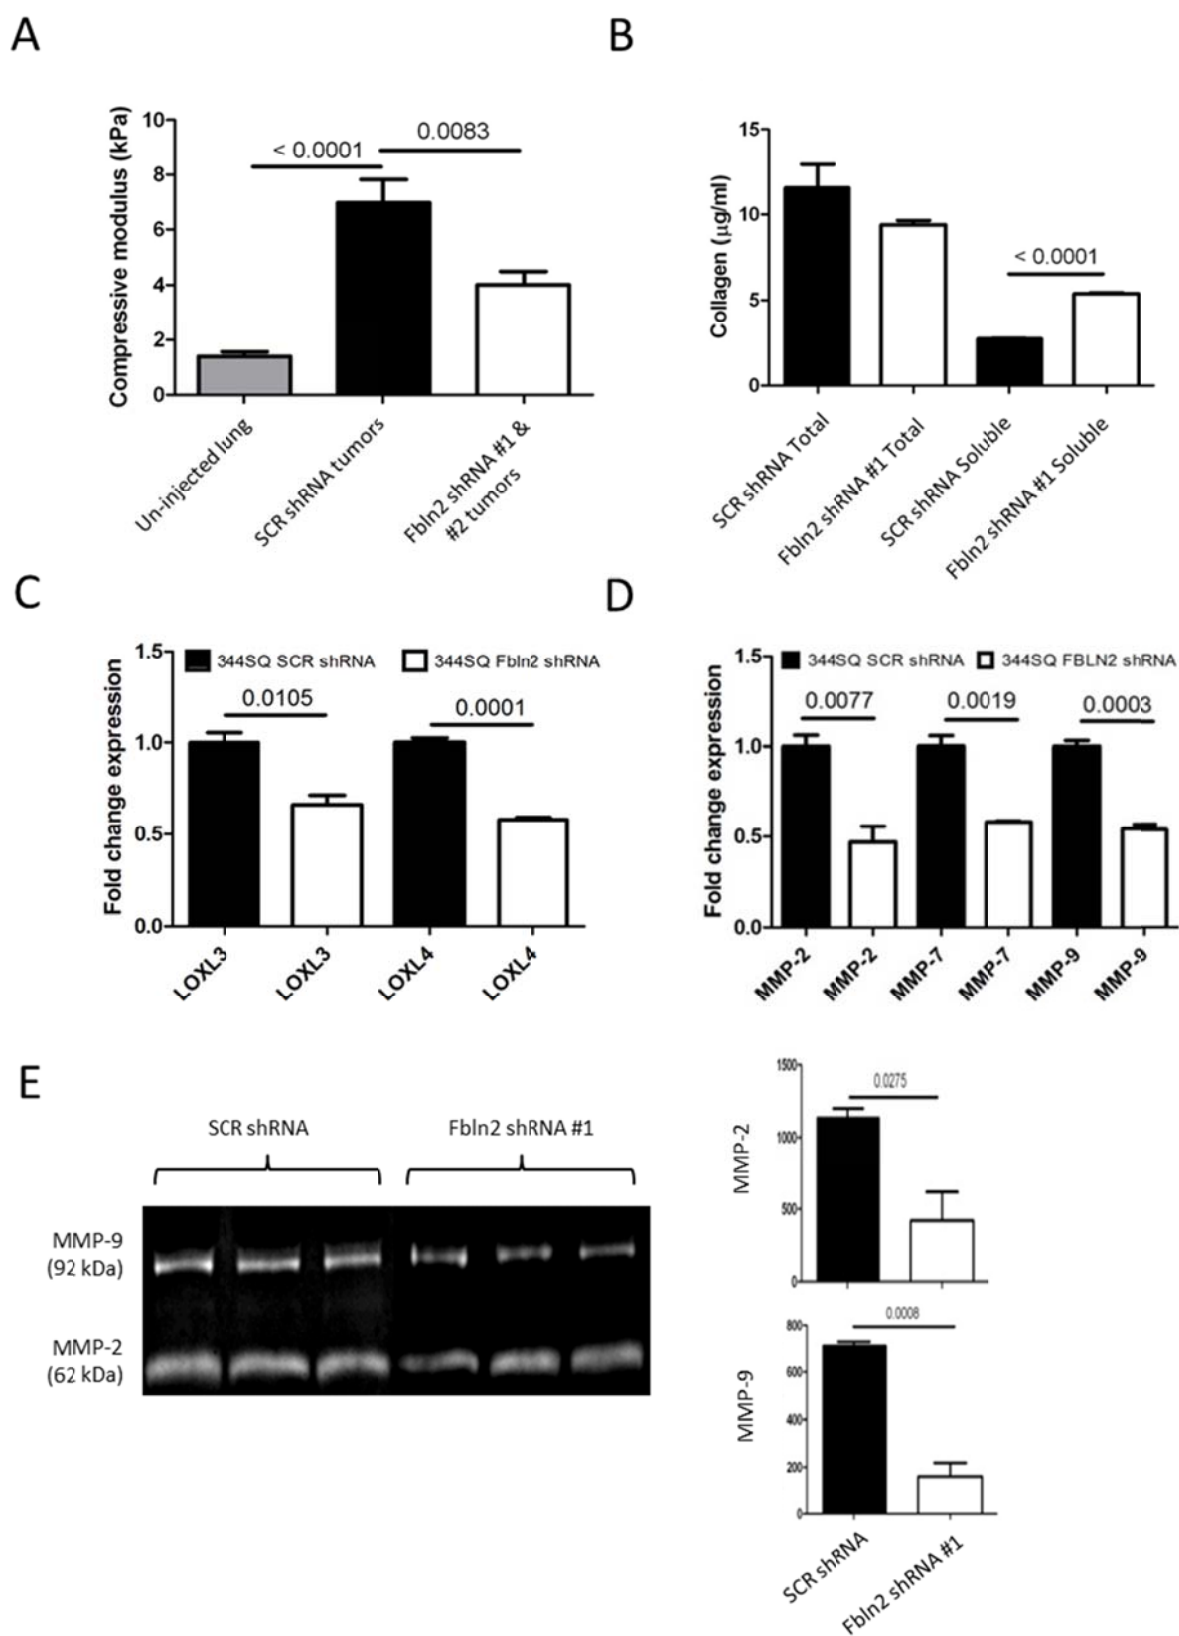 A
Compressive modulus (kPa)
10
8
6
4
2
0
< 0.0001
0.0083
Un-injected lung
SCR shRNA tumors
Fbln2 shRNA #1 &
#2 tumors
B
Collagen (µg/ml)
15
10
5
0
< 0.0001
SCR shRNA Total
Fbln2 shRNA #1 Total
SCR shRNA Soluble
Fbln2 shRNA #1 Soluble
C
Fold change expression
1.5
1.0
0.5
0.0
344SQ SCR shRNA
344SQ Fbln2 shRNA
0.0105
0.0001
LOXL3
LOXL3
LOXL4
LOXL4
D
Fold change expression
1.5
1.0
0.5
0.0
344SQ SCR shRNA
344SQ FBLN2 shRNA
0.0077
0.0019
0.0003
MMP-2
MMP-2
MMP-7
MMP-7
MMP-9
MMP-9
E
SCR shRNA
Fbln2 shRNA #1
MMP-9
(92 kDa)
MMP-2
(62 kDa)
MMP-2
1500
1000
500
0
0.0275
MMP-9
800
600
400
200
0
0.0008
SCR shRNA
Fbln2 shRNA #1